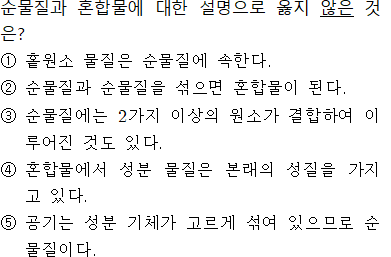 순물질과 혼합물에 대한 설명으로 옳지 않은 것
은?
① 홑원소 물질은 순물질에 속한다.
② 순물질과 순물질을 섞으면 혼합물이 된다.
③ 순물질에는 2가지 이상의 원소가 결합하여 이
루어진 것도 있다.
④ 혼합물에서 성분 물질은 본래의 성질을 가지
고 있다.
⑤ 공기는 성분 기체가 고르게 섞여 있으므로 순
물질이다.